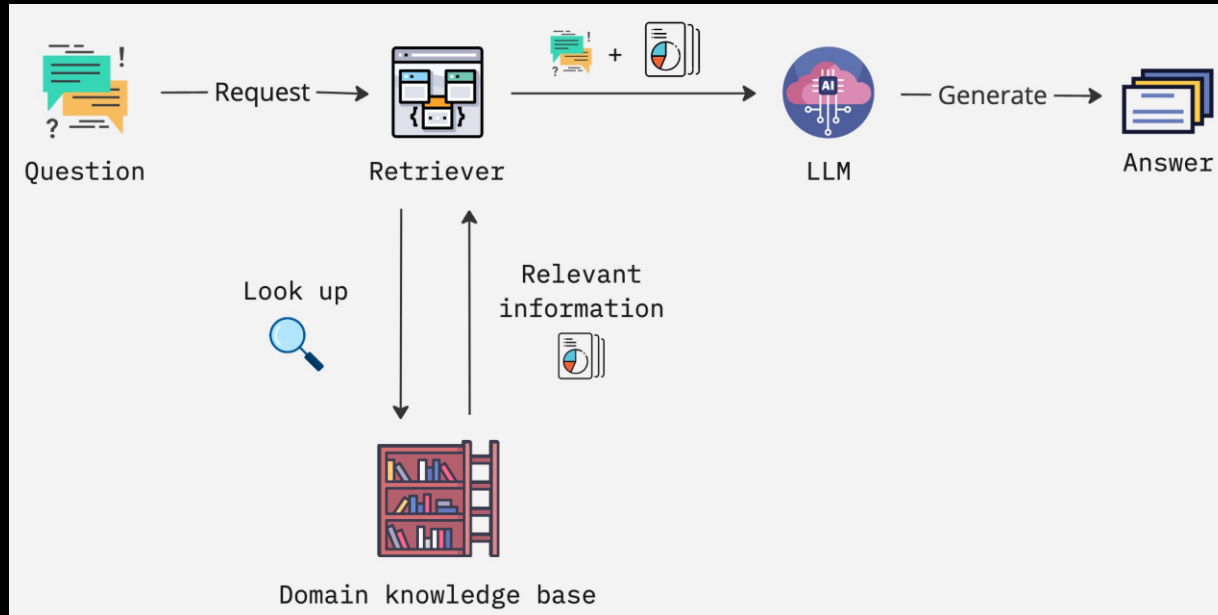 Request
Generate
Question
Retriever
+
AI
LLM
Answer
Look up
Relevant
information
Domain knowledge base